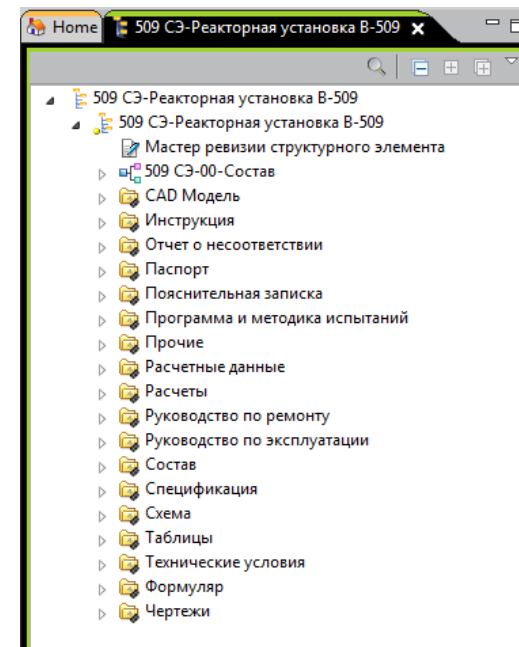 Home 509 СЭ-Реакторная установка В-509
509 СЭ-Реакторная установка В-509
509 СЭ-Реакторная установка В-509
Мастер ревизии структурного элемента
509 СЭ-00-Состав
CAD Модель
Инструкция
Отчет о несоответствии
Паспорт
Пояснительная записка
Программа и методика испытаний
Прочие
Расчетные данные
Расчеты
Руководство по ремонту
Руководство по эксплуатации
Состав
Спецификация
Схема
Таблицы
Технические условия
Формуляр
Чертежи